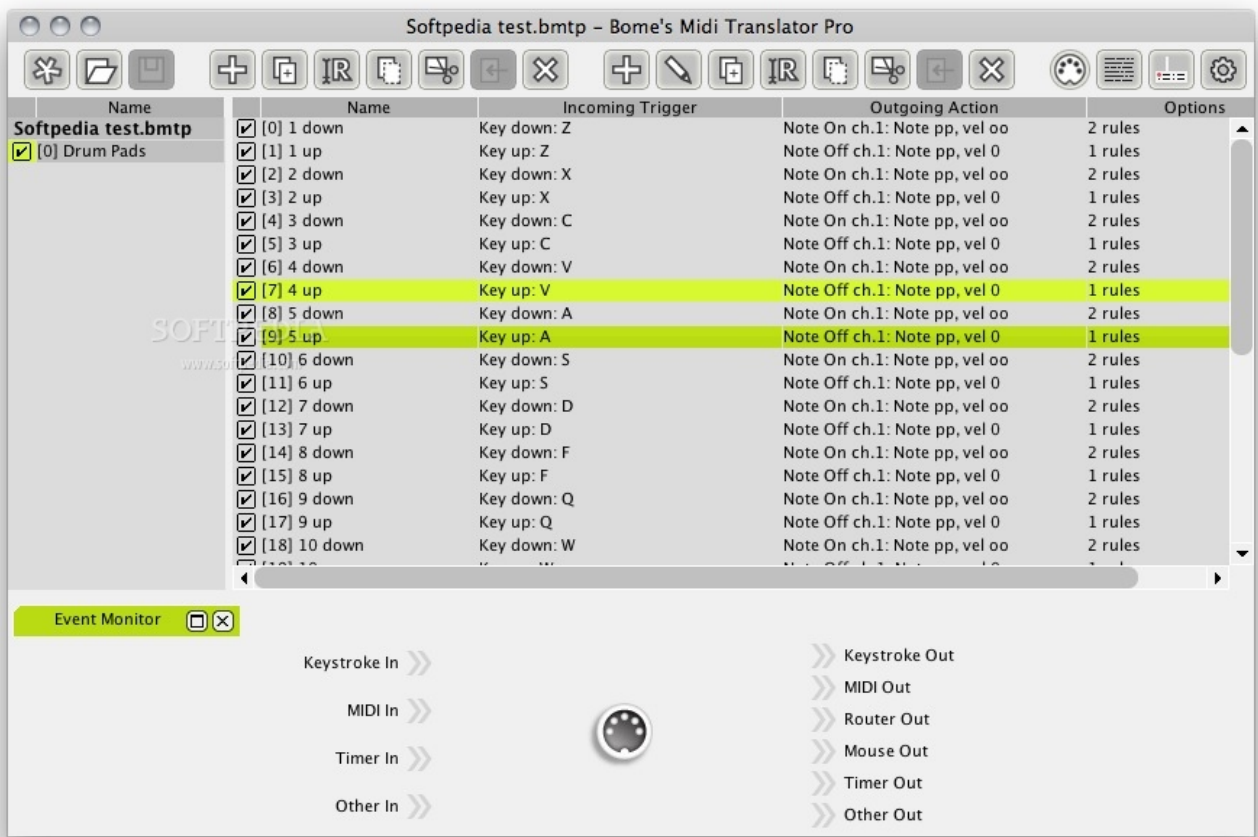 Softpedia test.bmtp – Bome's Midi Translator Pro
Name
Softpedia test.bmtp
[0] Drum Pads
Name Incoming Trigger Outgoing Action Options
[0] 1 down Key down: Z Note On ch.1: Note pp, vel oo 2 rules
[1] 1 up Key up: Z Note Off ch.1: Note pp, vel 0 1 rules
[2] 2 down Key down: X Note On ch.1: Note pp, vel oo 2 rules
[3] 2 up Key up: X Note Off ch.1: Note pp, vel 0 1 rules
[4] 3 down Key down: C Note On ch.1: Note pp, vel oo 2 rules
[5] 3 up Key up: C Note Off ch.1: Note pp, vel 0 1 rules
[6] 4 down Key down: V Note On ch.1: Note pp, vel oo 2 rules
[7] 4 up Key up: V Note Off ch.1: Note pp, vel 0 1 rules
[8] 5 down Key down: A Note On ch.1: Note pp, vel oo 2 rules
[9] 5 up Key up: A Note Off ch.1: Note pp, vel 0 1 rules
[10] 6 down Key down: S Note On ch.1: Note pp, vel oo 2 rules
[11] 6 up Key up: S Note Off ch.1: Note pp, vel 0 1 rules
[12] 7 down Key down: D Note On ch.1: Note pp, vel oo 2 rules
[13] 7 up Key up: D Note Off ch.1: Note pp, vel 0 1 rules
[14] 8 down Key down: F Note On ch.1: Note pp, vel oo 2 rules
[15] 8 up Key up: F Note Off ch.1: Note pp, vel 0 1 rules
[16] 9 down Key down: Q Note On ch.1: Note pp, vel oo 2 rules
[17] 9 up Key up: Q Note Off ch.1: Note pp, vel 0 1 rules
[18] 10 down Key down: W Note On ch.1: Note pp, vel oo 2 rules
SOFTPEDIA
Event Monitor
Keystroke In
MIDI In
Timer In
Other In
Keystroke Out
MIDI Out
Router Out
Mouse Out
Timer Out
Other Out